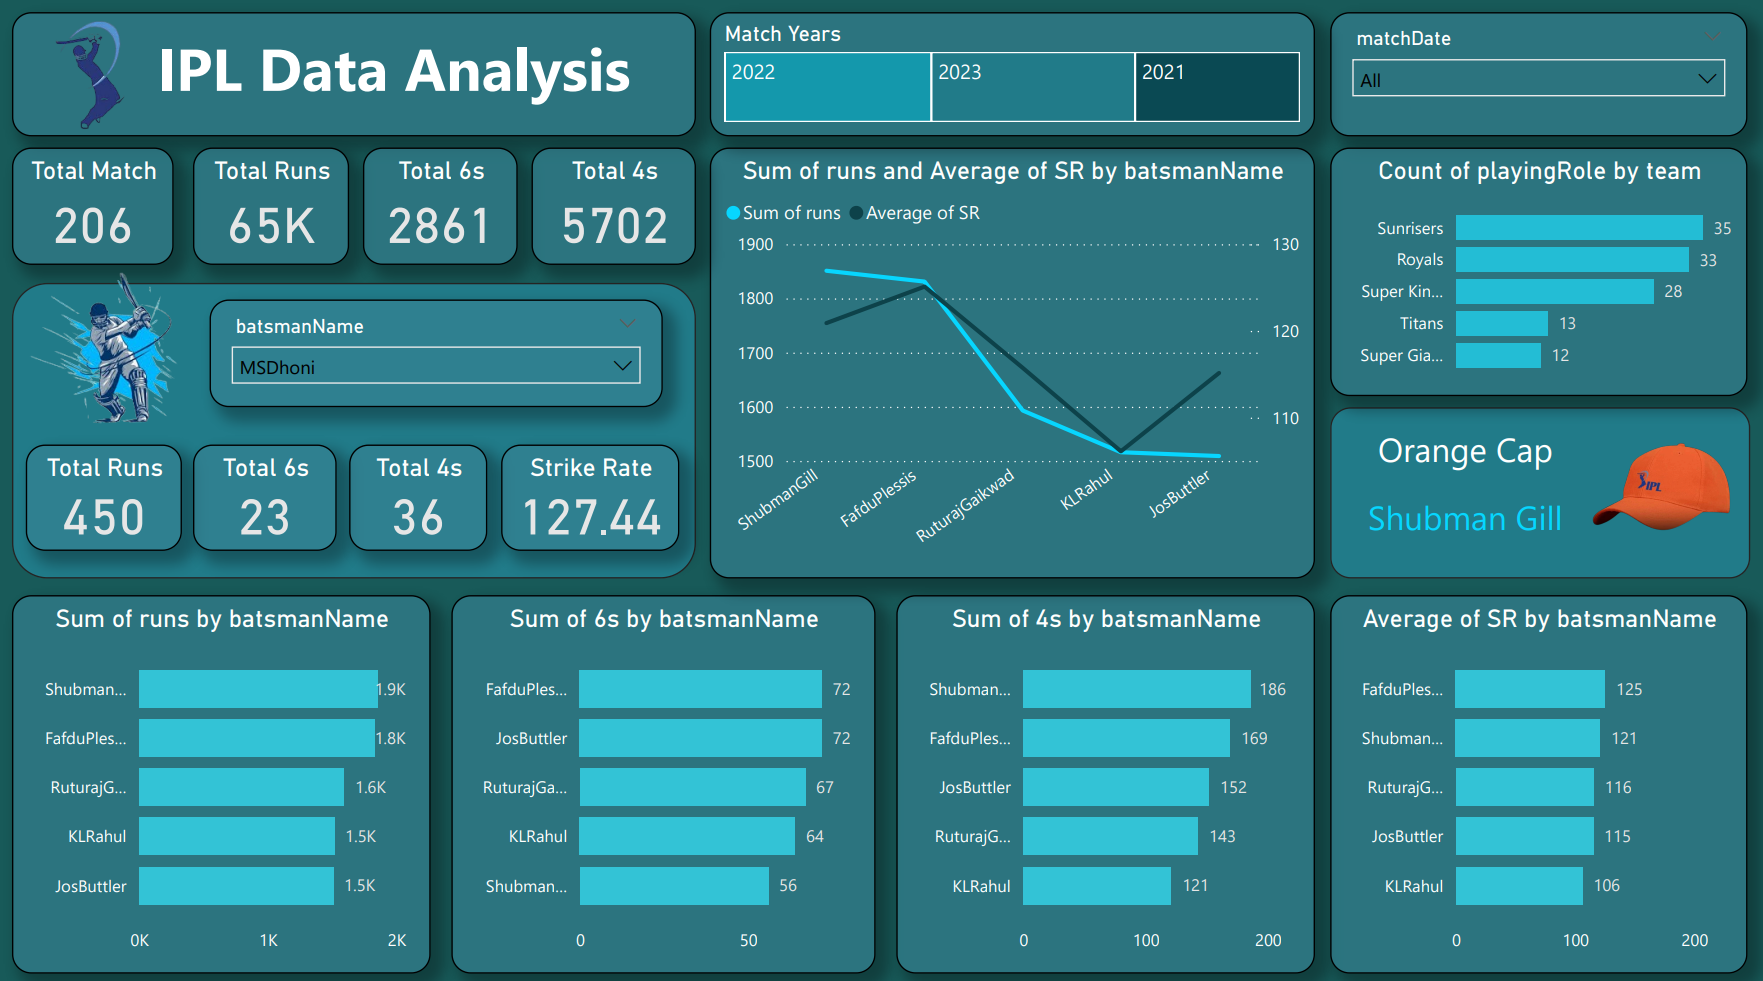 IPL Data Analysis
Match Years
2022
2023
2021
matchDate
All
Total Match
206
Total Runs
65K
Total 6s
2861
Total 4s
5702
batsmanName
MSDhoni
Total Runs
450
Total 6s
23
Total 4s
36
Strike Rate
127.44
Sum of runs and Average of SR by batsmanName
Sum of runs
Average of SR
1900
1800
1700
1600
1500
130
120
110
ShubmanGill
FafduPlessis
RuturajGaikwad
KLRahul
JosButtler
Count of playingRole by team
Sunrisers 35
Royals 33
Super Kin... 28
Titans 13
Super Gia... 12
Orange Cap
Shubman Gill
IPL
Sum of runs by batsmanName
Shubman... 1.9K
FafduPles... 1.8K
RuturajG... 1.6K
KLRahul 1.5K
JosButtler 1.5K
0K 1K 2K
Sum of 6s by batsmanName
FafduPles... 72
JosButtler 72
RuturajGa... 67
KLRahul 64
Shubman... 56
0 50
Sum of 4s by batsmanName
Shubman... 186
FafduPles... 169
JosButtler 152
RuturajG... 143
KLRahul 121
0 100 200
Average of SR by batsmanName
FafduPles... 125
Shubman... 121
RuturajG... 116
JosButtler 115
KLRahul 106
0 100 200